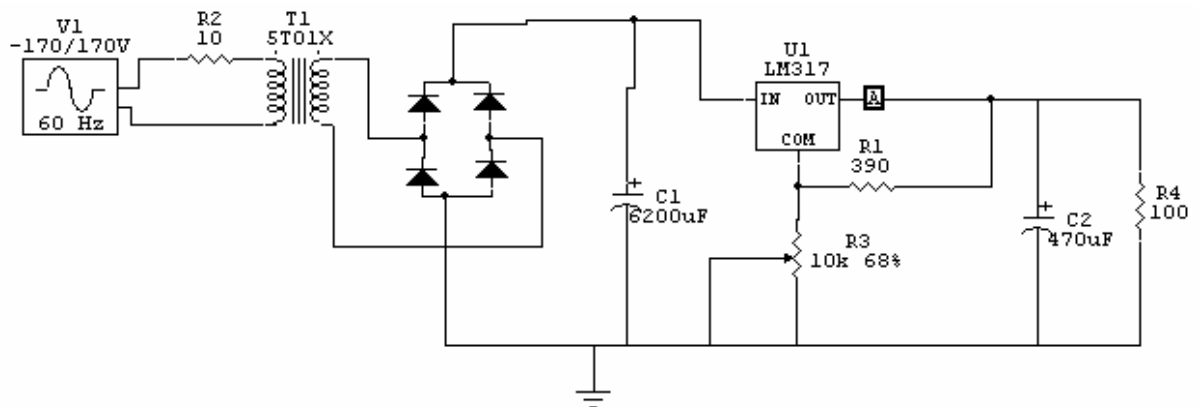 V1
-170/170V
60 Hz
R2
10
T1
5T01X
U1
LM317
IN OUT
COM
A
R1
390
C1
6200uF
R3
10k 68%
C2
470uF
R4
100